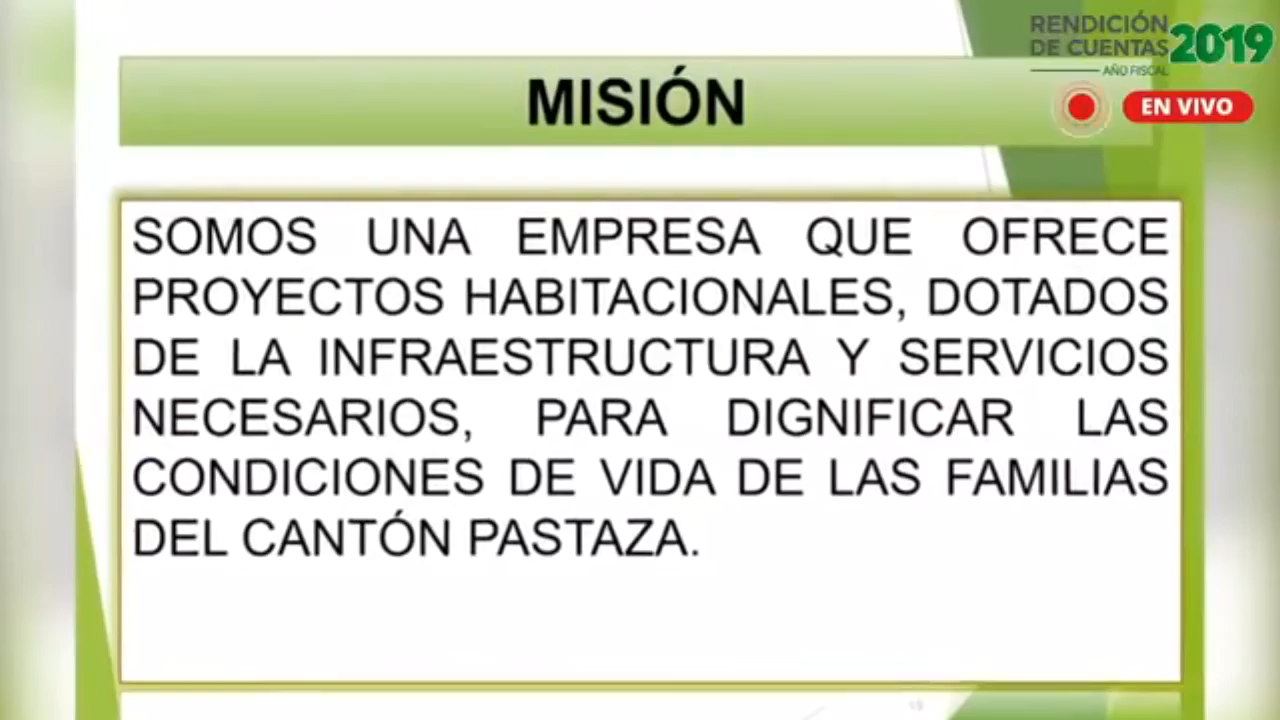 RENDICIÓN
DE CUENTAS 2019
AÑO FISCAL
EN VIVO
MISIÓN
SOMOS UNA EMPRESA QUE OFRECE
PROYECTOS HABITACIONALES, DOTADOS
DE LA INFRAESTRUCTURA Y SERVICIOS
NECESARIOS, PARA DIGNIFICAR LAS
CONDICIONES DE VIDA DE LAS FAMILIAS
DEL CANTÓN PASTAZA.